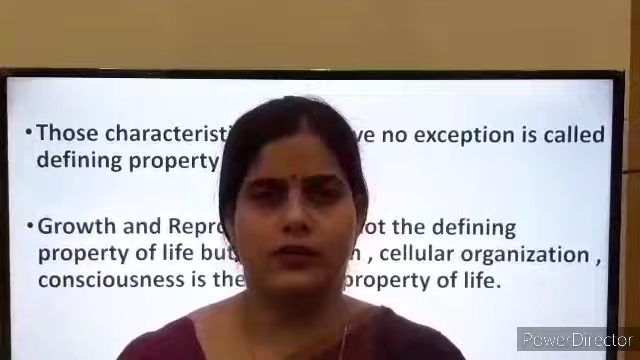 • Those characteristi ve no exception is called
defining property
• Growth and Repr ot the defining
property of life but , cellular organization ,
consciousness is the property of life.
PowerDirector